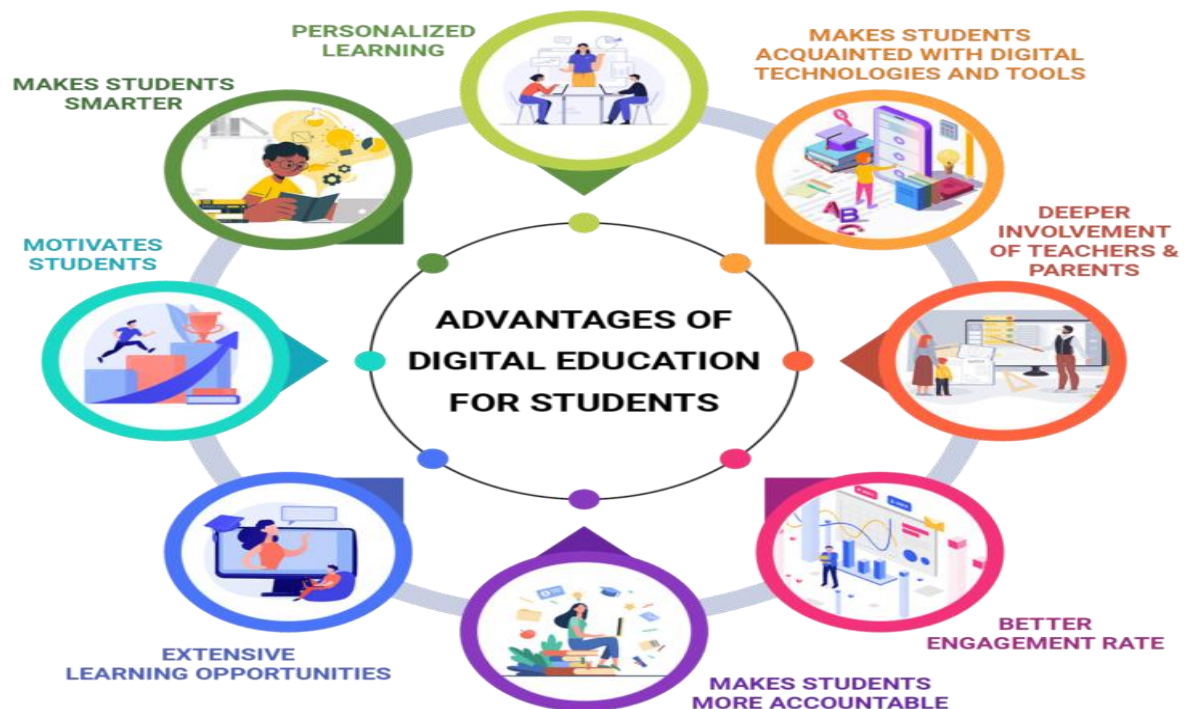 PERSONALIZED
LEARNING
MAKES STUDENTS
ACQUAINTED WITH DIGITAL
TECHNOLOGIES AND TOOLS
DEEPER
INVOLVEMENT
OF TEACHERS &
PARENTS
BETTER
ENGAGEMENT RATE
MAKES STUDENTS
MORE ACCOUNTABLE
EXTENSIVE
LEARNING OPPORTUNITIES
MOTIVATES
STUDENTS
MAKES STUDENTS
SMARTER
ADVANTAGES OF
DIGITAL EDUCATION
FOR STUDENTS
A
B
C